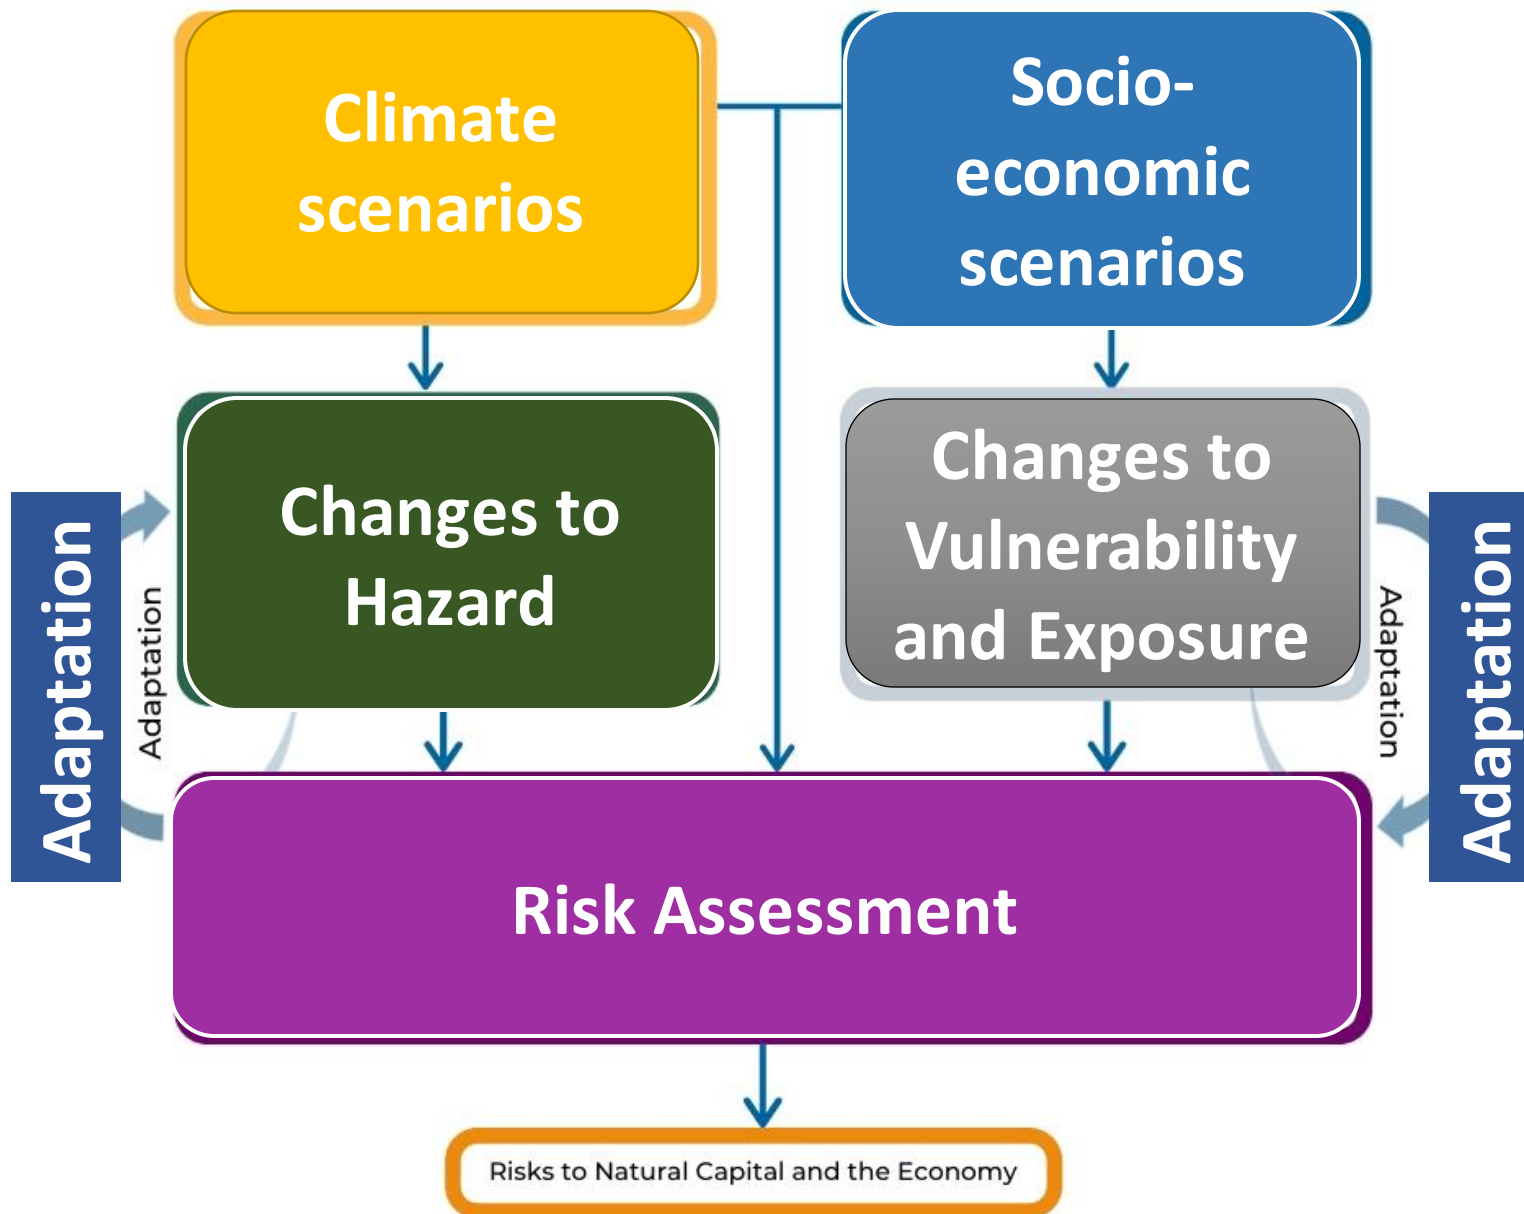 Climate
scenarios
Socio-
economic
scenarios
Changes to
Hazard
Changes to
Vulnerability
and Exposure
Adaptation
Adaptation
Adaptation
Adaptation
Risk Assessment
Risks to Natural Capital and the Economy